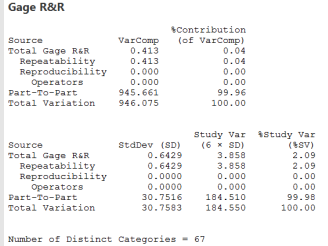 Gage R&R
%Contribution
Source VarComp (of VarComp)
Total Gage R&R 0.413 0.04
Repeatability 0.413 0.04
Reproducibility 0.000 0.00
Operators 0.000 0.00
Part-To-Part 945.661 99.96
Total Variation 946.075 100.00
Study Var %Study Var
Source StdDev (SD) (6 × SD) (%SV)
Total Gage R&R 0.6429 3.858 2.09
Repeatability 0.6429 3.858 2.09
Reproducibility 0.0000 0.000 0.00
Operators 0.0000 0.000 0.00
Part-To-Part 30.7516 184.510 99.98
Total Variation 30.7583 184.550 100.00
Number of Distinct Categories = 67